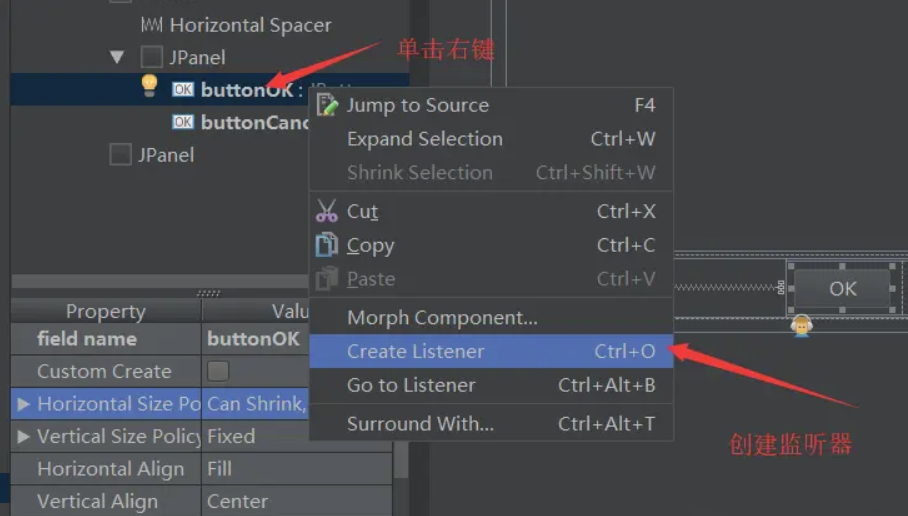 Horizontal Spacer
JPanel
单击右键
OK buttonOK :
OK buttonCanc
JPanel
Jump to Source F4
Expand Selection Ctrl+W
Shrink Selection Ctrl+Shift+W
Cut Ctrl+X
Copy Ctrl+C
Paste Ctrl+V
Morph Component...
Create Listener Ctrl+O
Go to Listener Ctrl+Alt+B
Surround With... Ctrl+Alt+T
Property Valu
field name buttonOK
Custom Create
Horizontal Size Po Can Shrink,
Vertical Size Policy Fixed
Horizontal Align Fill
Vertical Align Center
OK
创建监听器